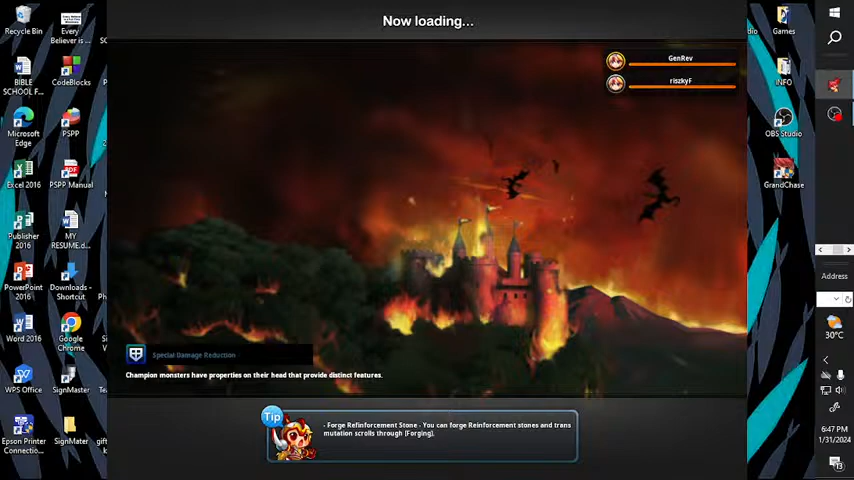 Now loading...
GenRev
riszkyF
Special Damage Reduction
Champion monsters have properties on their head that provide distinct features.
Tip
- Forge Refinforcement Stone - You can forge Reinforcement stones and trans
mutation scrolls through [Forging].
Recycle Bin
Every
Believer is
a...
BIBLE
SCHOOL F...
CodeBlocks
Microsoft
Edge
PSPP
Excel 2016
PSPP Manual
Publisher
2016
MY
RESUME.d...
PowerPoint
2016
Downloads -
Shortcut
Word 2016
Google
Chrome
WPS Office
SignMaster
Epson Printer
Connectio...
SignMater
Games
INFO
OBS Studio
GrandChase
Address
30°C
6:47 PM
1/31/2024